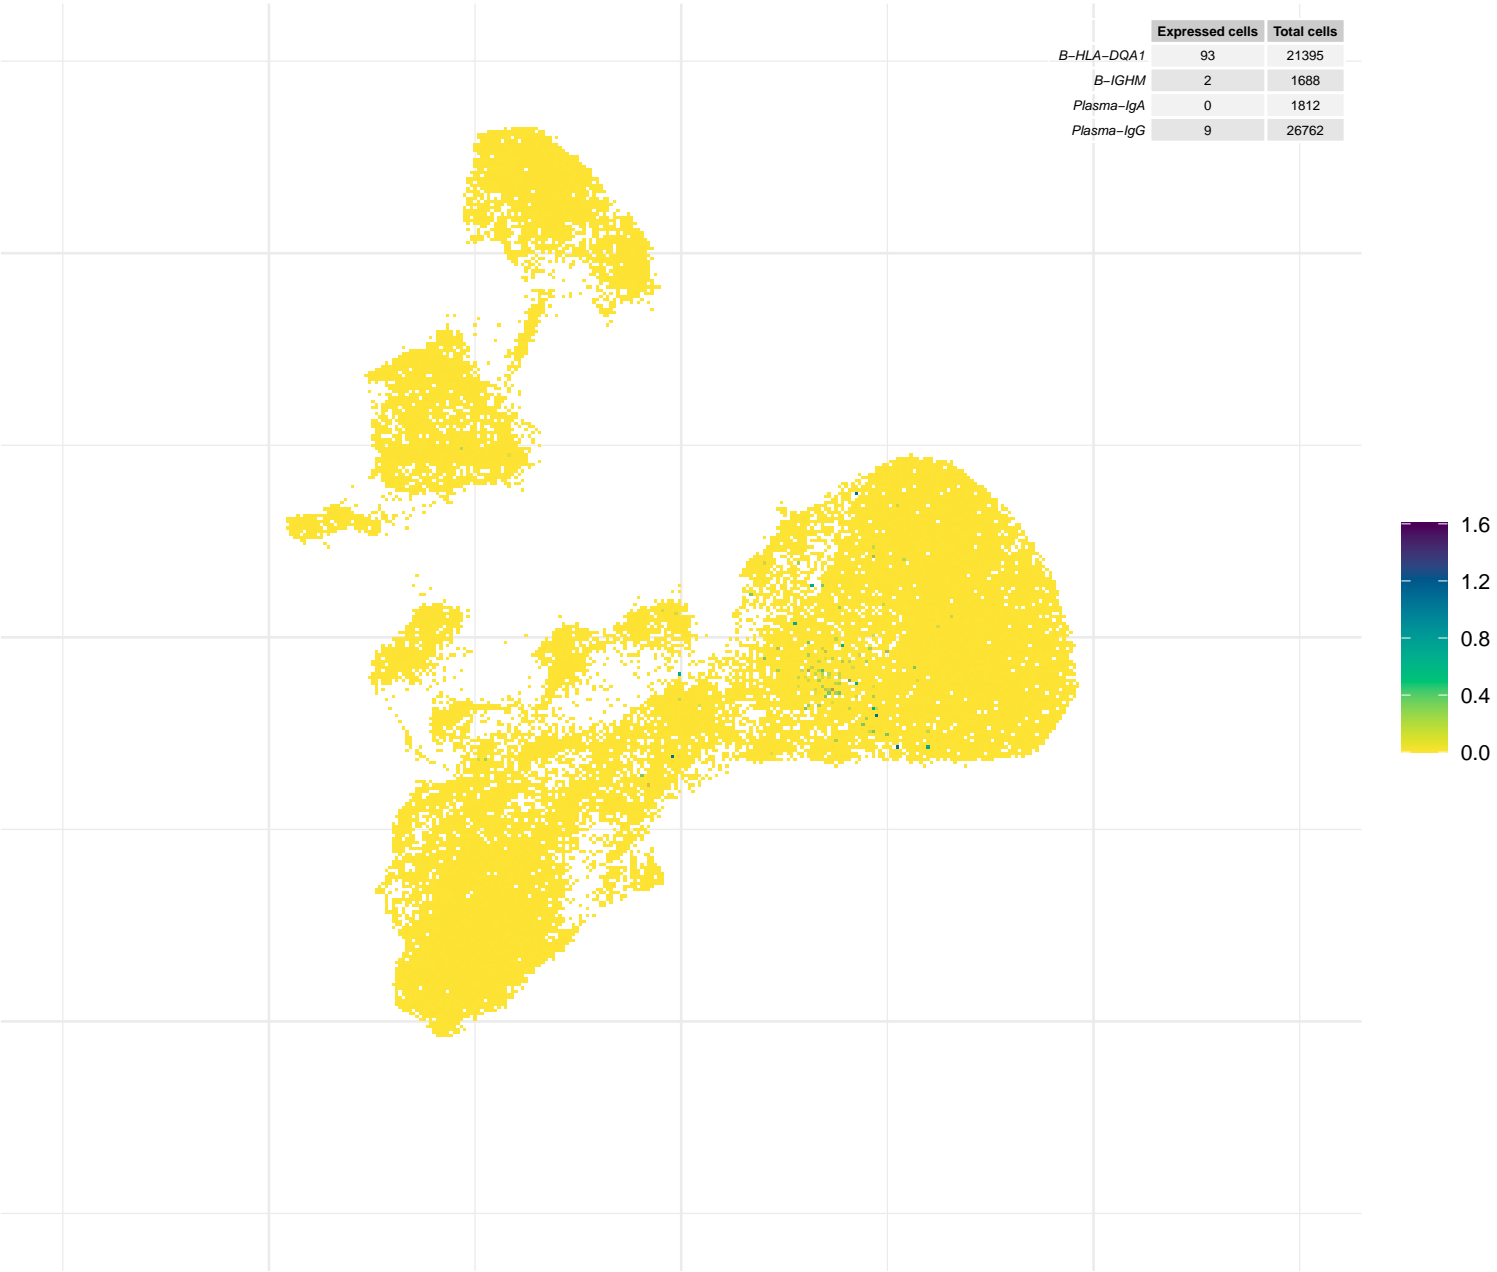 Expressed cells Total cells
B−HLA−DQA1 93 21395
B−IGHM 2 1688
Plasma−IgA 0 1812
Plasma−IgG 9 26762
1.6
1.2
0.8
0.4
0.0